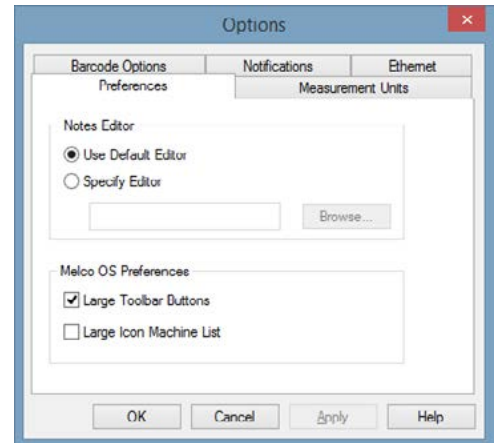 Options
Barcode Options Notifications Ethernet
Preferences Measurement Units
Notes Editor
Use Default Editor
Specify Editor
Browse...
Melco OS Preferences
Large Toolbar Buttons
Large Icon Machine List
OK Cancel Apply Help